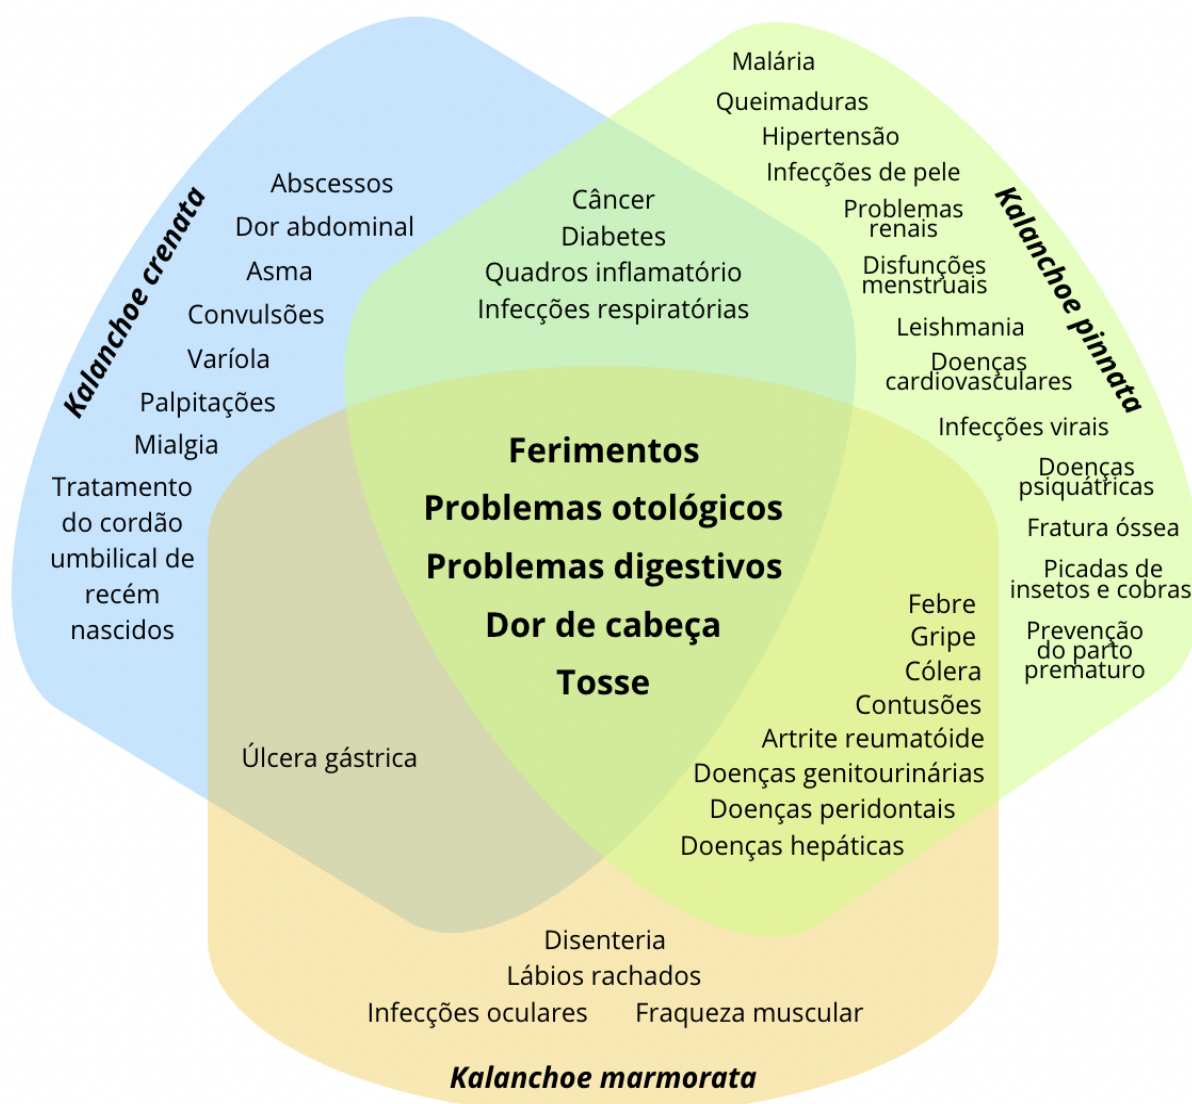 Kalanchoe crenata
Abscessos
Dor abdominal
Asma
Convulsões
Varíola
Palpitações
Mialgia
Tratamento
do cordão
umbilical de
recém
nascidos
Câncer
Diabetes
Quadros inflamatório
Infecções respiratórias
Kalanchoe pinnata
Malária
Queimaduras
Hipertensão
Infecções de pele
Problemas
renais
Disfunções
menstruais
Leishmania
Doenças
cardiovasculares
Infecções virais
Doenças
psiquátricas
Fratura óssea
Picadas de
insetos e cobras
Prevenção
do parto
prematuro
Ferimentos
Problemas otológicos
Problemas digestivos
Dor de cabeça
Tosse
Febre
Gripe
Cólera
Contusões
Artrite reumatóide
Doenças genitourinárias
Doenças peridontais
Doenças hepáticas
Úlcera gástrica
Disenteria
Lábios rachados
Infecções oculares Fraqueza muscular
Kalanchoe marmorata